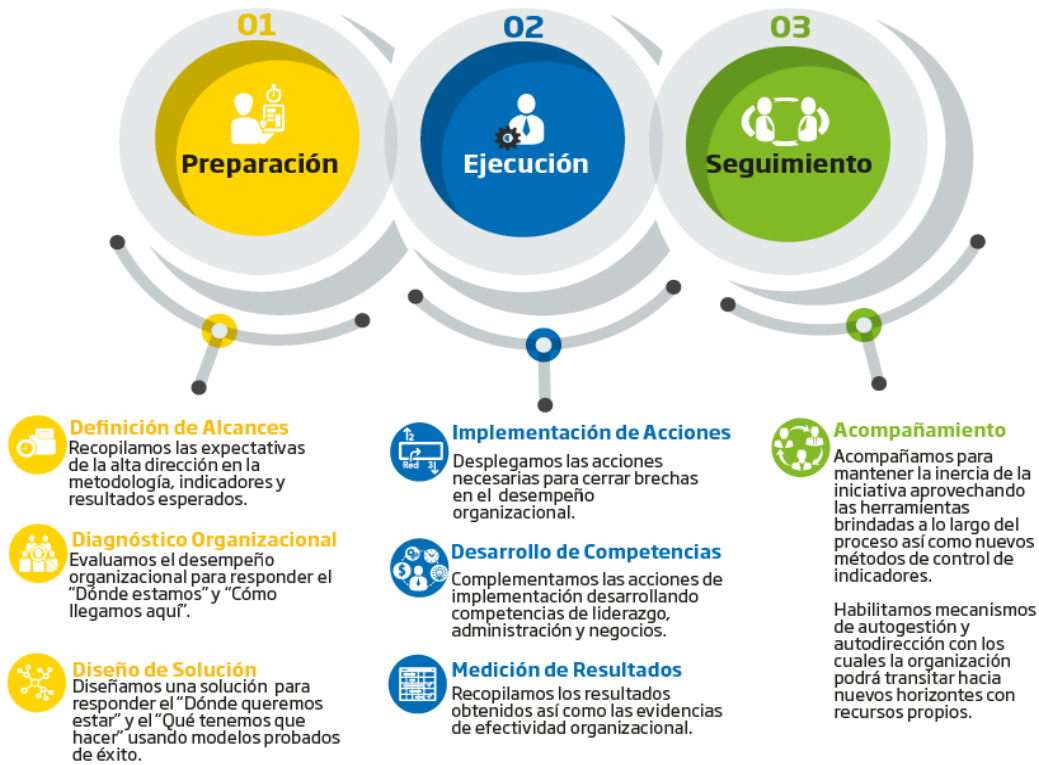 01
Preparación
02
Ejecución
03
Seguimiento
Definición de Alcances
Recopilamos las expectativas
de la alta dirección en la
metodología, indicadores y
resultados esperados.
Diagnóstico Organizacional
Evaluamos el desempeño
organizacional para responder el
“Dónde estamos” y “Cómo
llegamos aquí”.
Diseño de Solución
Diseñamos una solución para
responder el “Dónde queremos
estar” y el “Qué tenemos que
hacer” usando modelos probados
de éxito.
2
Red 3
Implementación de Acciones
Desplegamos las acciones
necesarias para cerrar brechas
en el desempeño
organizacional.
$
Desarrollo de Competencias
Complementamos las acciones de
implementación desarrollando
competencias de liderazgo,
administración y negocios.
Medición de Resultados
Recopilamos los resultados
obtenidos así como las evidencias
de efectividad organizacional.
Acompañamiento
Acompañamos para
mantener la inercia de la
iniciativa aprovechando
las herramientas
brindadas a lo largo del
proceso así como nuevos
métodos de control de
indicadores.
Habilitamos mecanismos
de autogestión y
autodirección con los
cuales la organización
podrá transitar hacia
nuevos horizontes con
recursos propios.